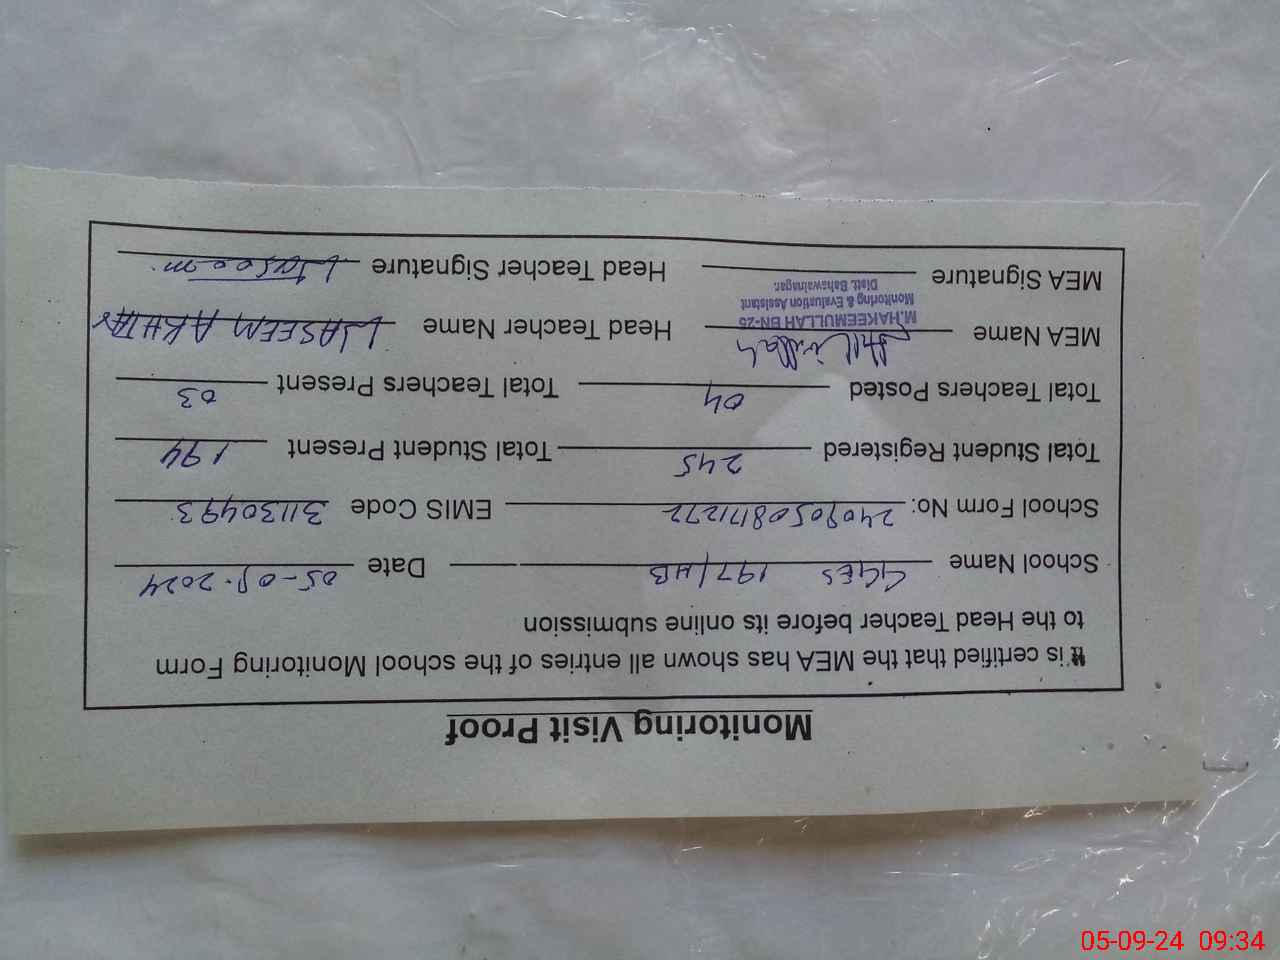 Monitoring Visit Proof
It is certified that the MEA has shown all entries of the school Monitoring Form
to the Head Teacher before its online submission
School Name GGES 197/HB Date 05-09-2024
School Form No: 24090508171272 EMIS Code 31130493
Total Student Registered 245 Total Student Present 194
Total Teachers Posted 04 Total Teachers Present 03
MEA Name Head Teacher Name WASEEM AKHTAR
M.HAKEEMULLAH BN-25
Monitoring & Evaluation Assistant
Distt. Bahawalnagar.
MEA Signature Head Teacher Signature Waseem
05-09-24 09:34